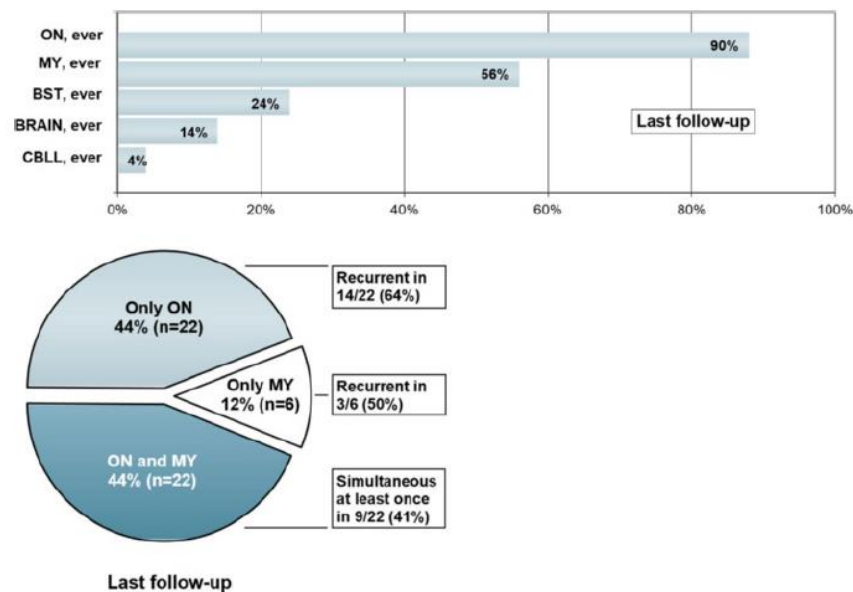 ON, ever
90%
MY, ever
56%
BST, ever
24%
BRAIN, ever
14%
CBLL, ever
4%
Last follow-up
0%
20%
40%
60%
80%
100%
Only ON
44% (n=22)
Recurrent in
14/22 (64%)
Only MY
12% (n=6)
Recurrent in
3/6 (50%)
ON and MY
44% (n=22)
Simultaneous
at least once
in 9/22 (41%)
Last follow-up